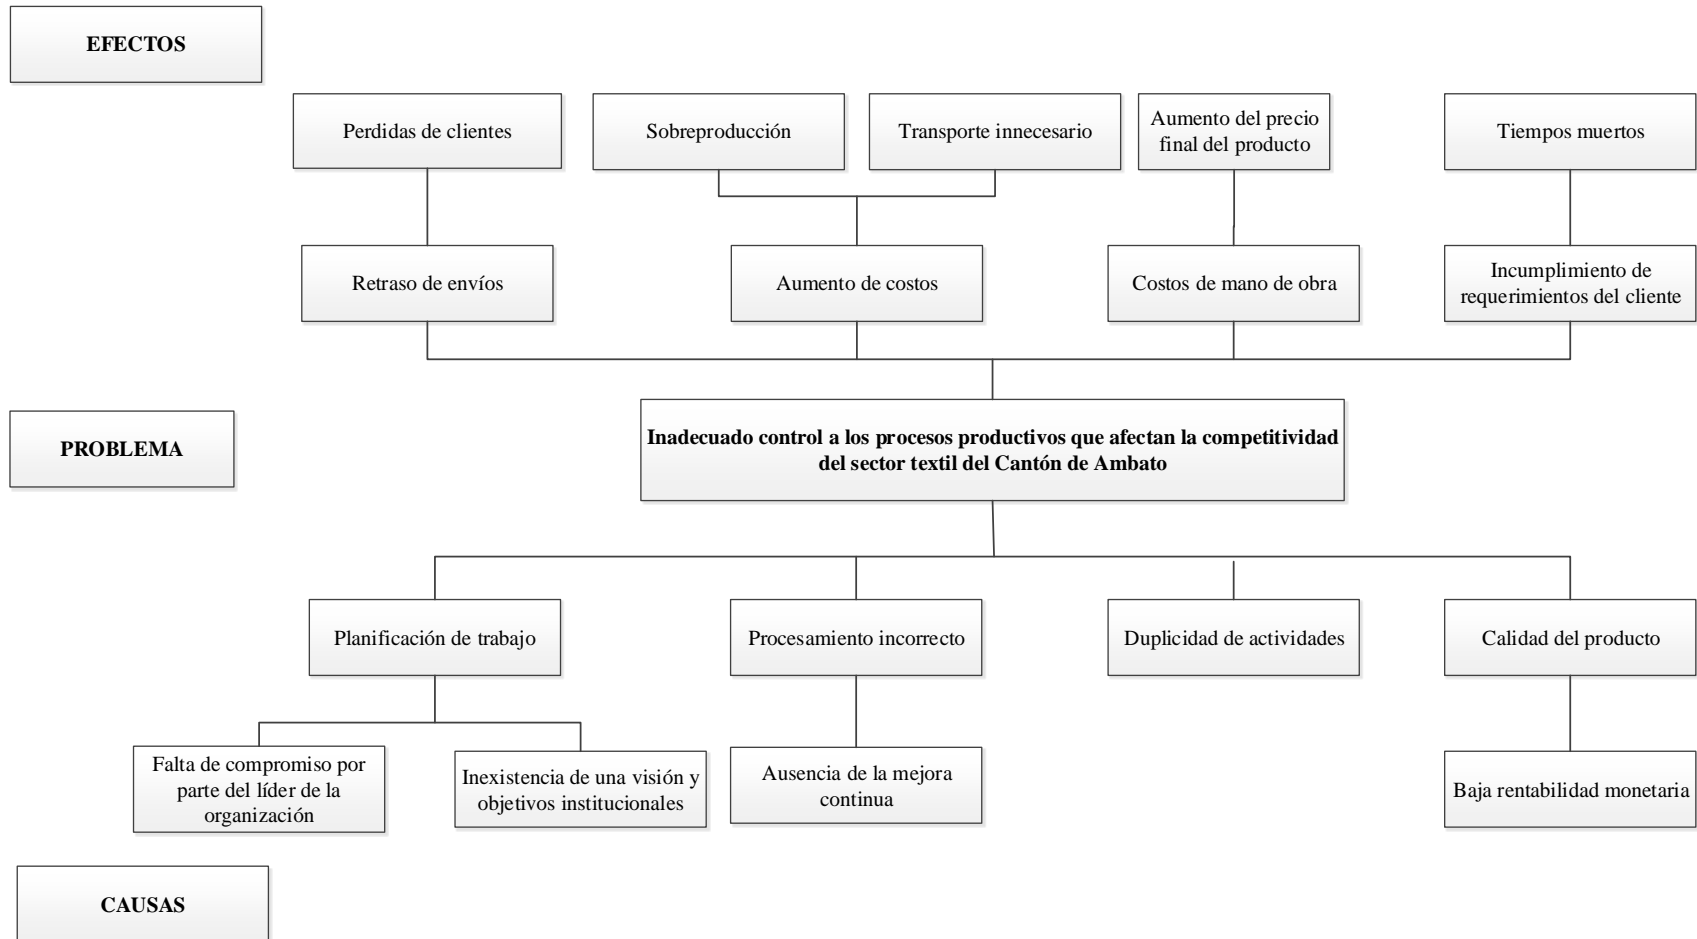 EFECTOS
Perdidas de clientes
Sobreproducción
Transporte innecesario
Aumento del precio
final del producto
Tiempos muertos
Retraso de envíos
Aumento de costos
Costos de mano de obra
Incumplimiento de
requerimientos del cliente
PROBLEMA
Inadecuado control a los procesos productivos que afectan la competitividad
del sector textil del Cantón de Ambato
Planificación de trabajo
Procesamiento incorrecto
Duplicidad de actividades
Calidad del producto
Falta de compromiso por
parte del líder de la
organización
Inexistencia de una visión y
objetivos institucionales
Ausencia de la mejora
continua
Baja rentabilidad monetaria
CAUSAS